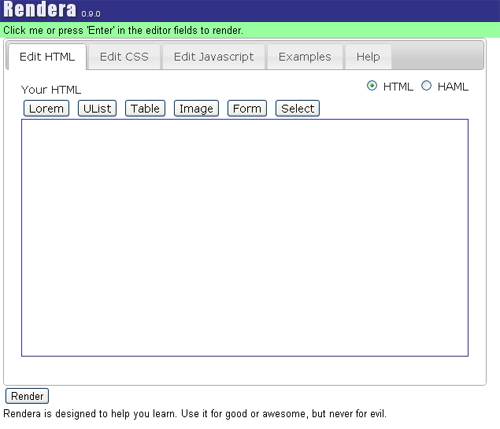 Rendera 0.9.0
Click me or press 'Enter' in the editor fields to render.
Edit HTML Edit CSS Edit Javascript Examples Help
Your HTML HTML HAML
Lorem UList Table Image Form Select
Render
Rendera is designed to help you learn. Use it for good or awesome, but never for evil.